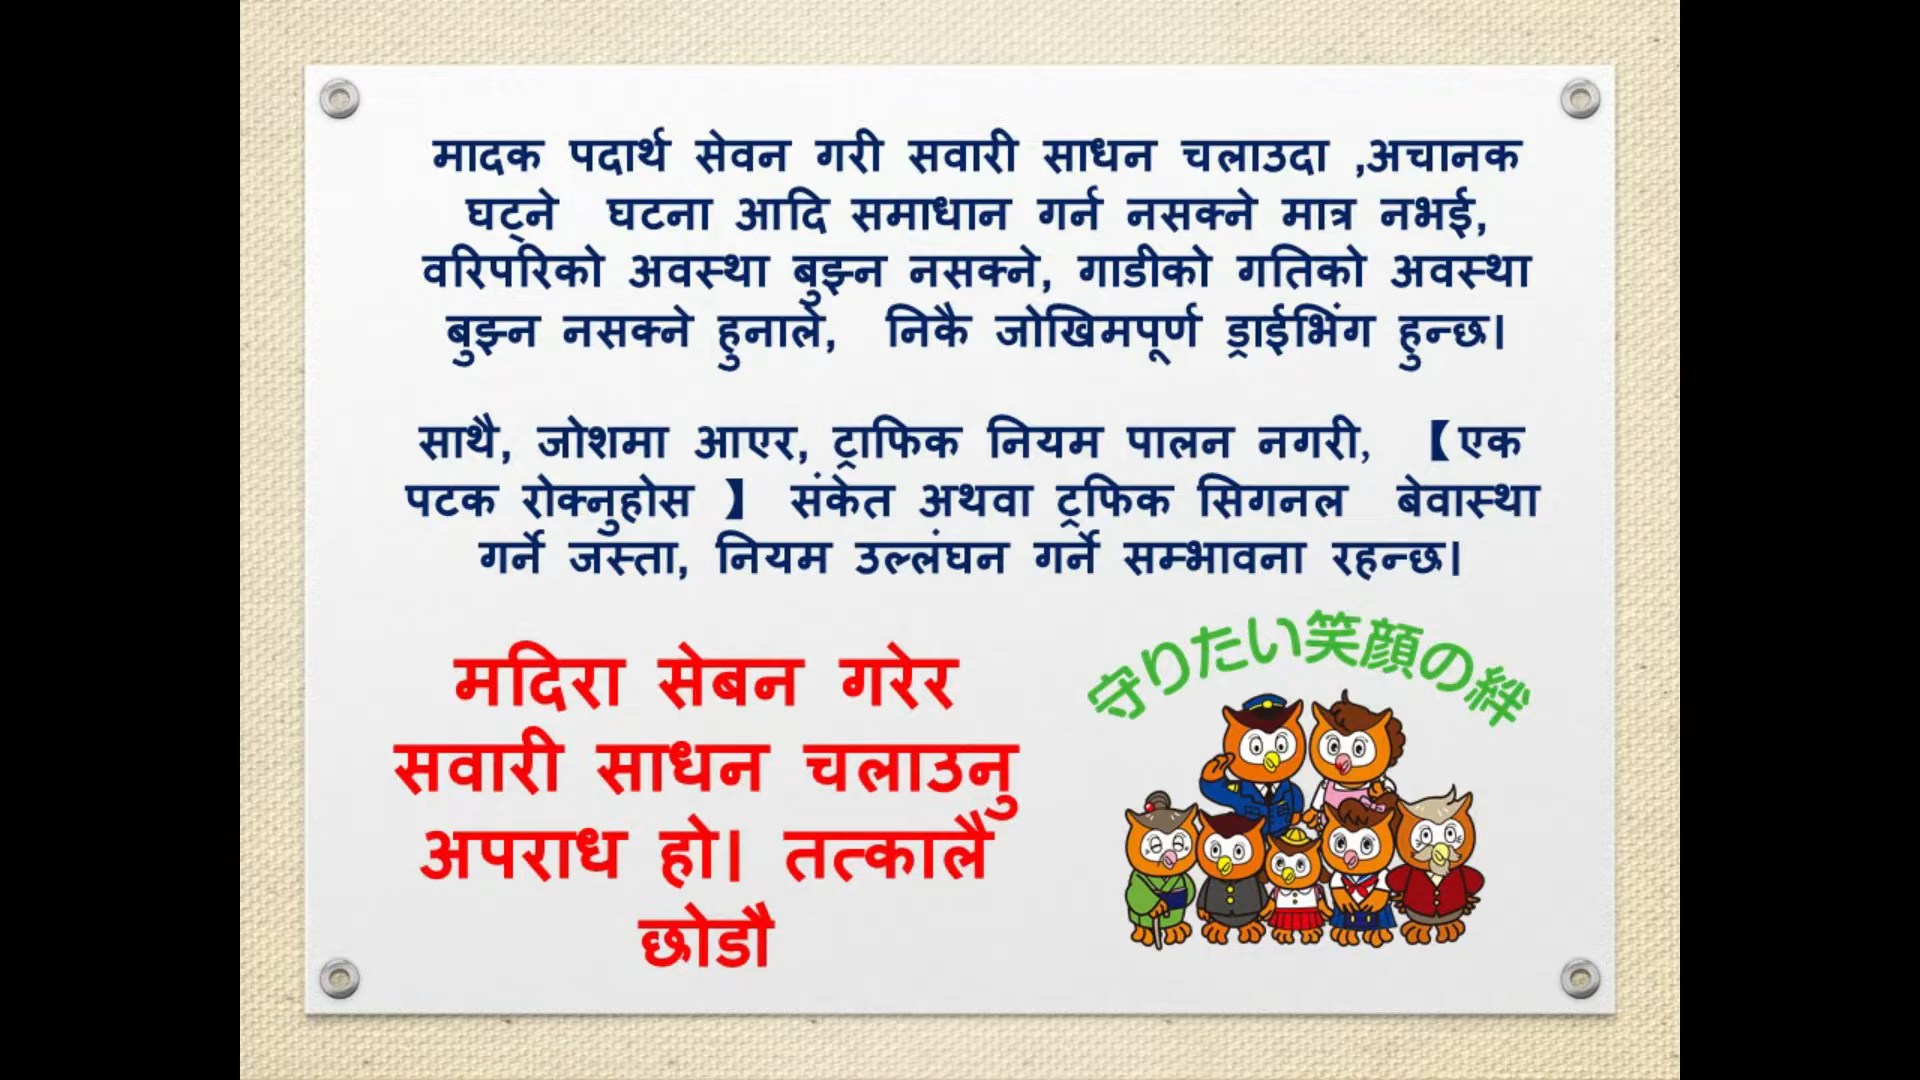 मादक पदार्थ सेवन गरी सवारी साधन चलाउदा ,अचानक
घट्ने घटना आदि समाधान गर्न नसक्ने मात्र नभई,
वरिपरिको अवस्था बुझ्न नसक्ने, गाडीको गतिको अवस्था
बुझ्न नसक्ने हुनाले, निकै जोखिमपूर्ण ड्राईभिंग हुन्छ।
साथै, जोशमा आएर, ट्राफिक नियम पालन नगरी, 【एक
पटक रोक्नुहोस 】 संकेत अथवा ट्रफिक सिगनल बेवास्था
गर्ने जस्ता, नियम उल्लंघन गर्ने सम्भावना रहन्छ।
मदिरा सेबन गरेर
सवारी साधन चलाउनु
अपराध हो। तत्कालै
छोडौ
守りたい笑顔の絆